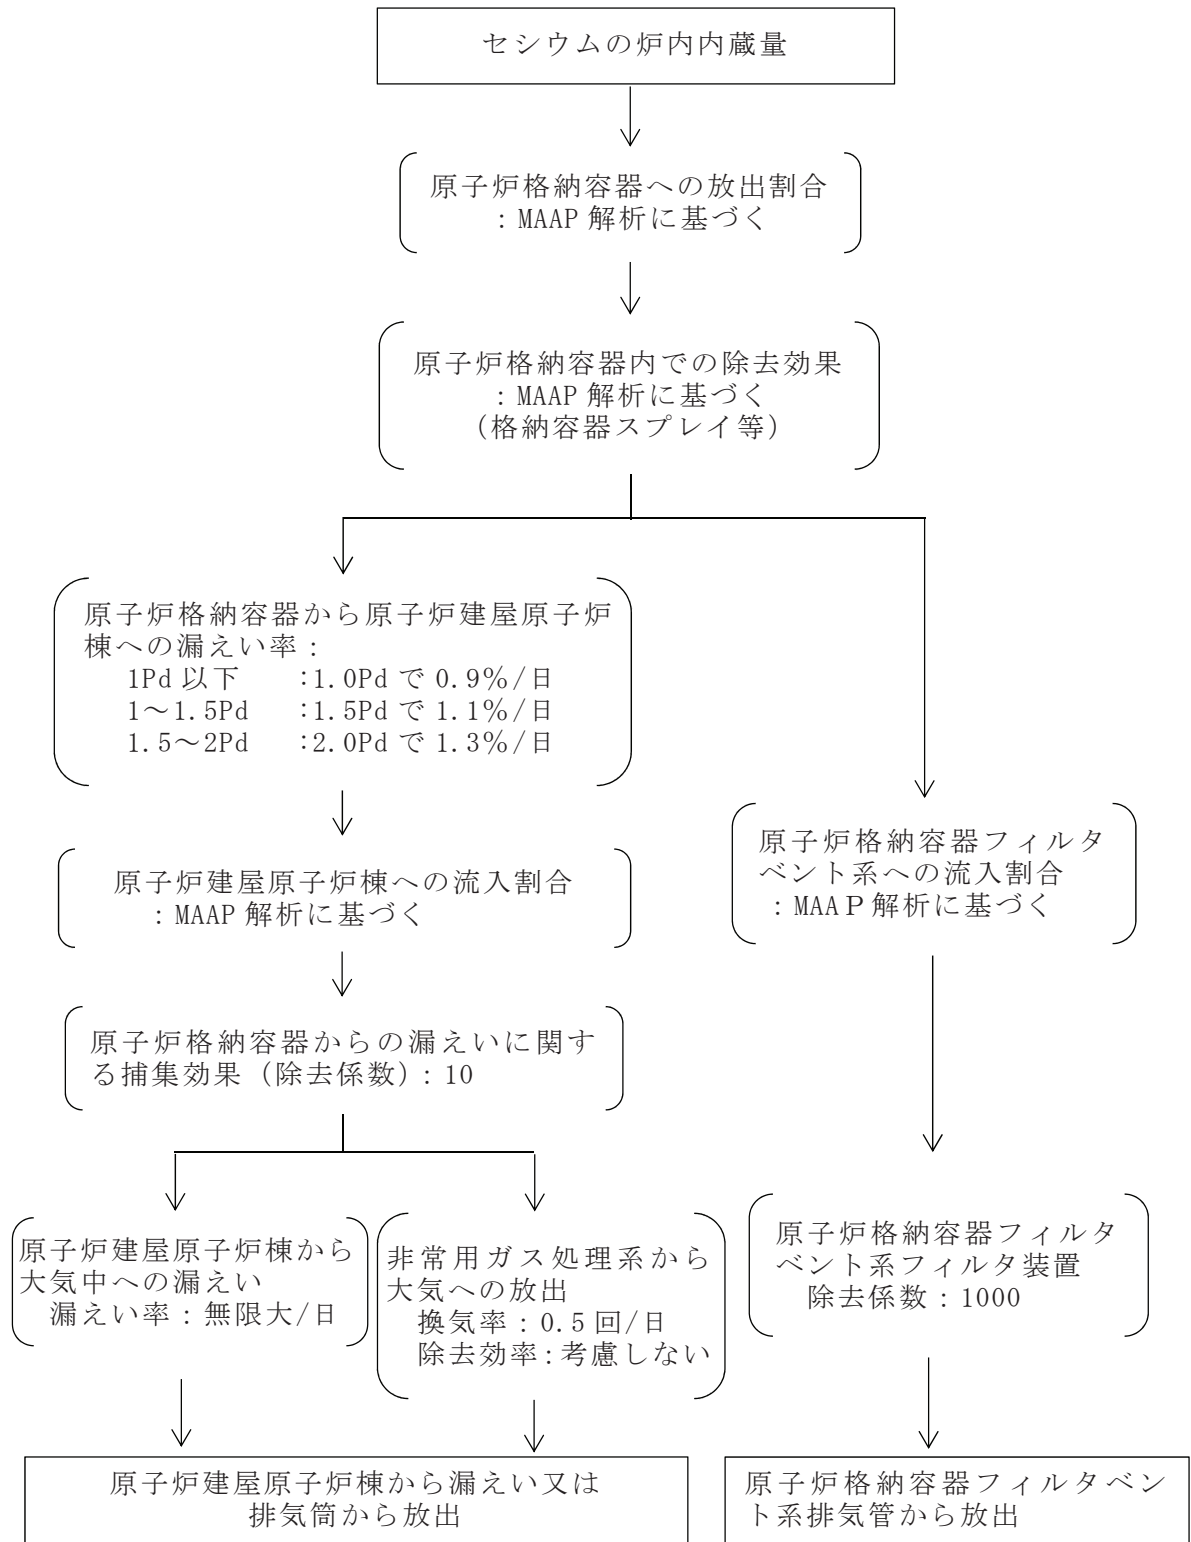 セシウムの炉内内蔵量
原子炉格納容器への放出割合
：MAAP 解析に基づく
原子炉格納容器内での除去効果
：MAAP 解析に基づく
（格納容器スプレイ等）
原子炉格納容器から原子炉建屋原子炉
棟への漏えい率：
1Pd 以下　　：1.0Pd で 0.9％/日
1～1.5Pd　　：1.5Pd で 1.1％/日
1.5～2Pd　　：2.0Pd で 1.3％/日
原子炉建屋原子炉棟への流入割合
：MAAP 解析に基づく
原子炉格納容器からの漏えいに関す
る捕集効果（除去係数）：10
原子炉建屋原子炉棟から
大気中への漏えい
漏えい率：無限大/日
非常用ガス処理系から
大気への放出
換気率：0.5 回/日
除去効率：考慮しない
原子炉建屋原子炉棟から漏えい又は
排気筒から放出
原子炉格納容器フィルタ
ベント系への流入割合
：MAAＰ解析に基づく
原子炉格納容器フィルタ
ベント系フィルタ装置
除去係数：1000
原子炉格納容器フィルタベン
ト系排気管から放出